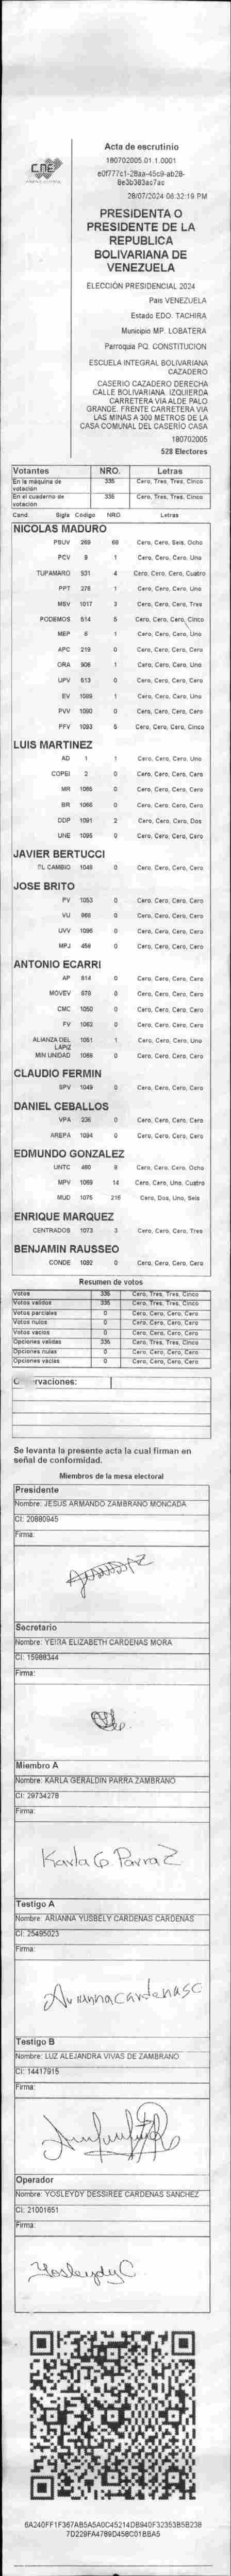 CNE
Acta de escrutinio
180702005.01.1.0001
26/07/2024 06:32:19 PM
PRESIDENTA O
PRESIDENTE DE LA
REPUBLICA
BOLIVARIANA DE
VENEZUELA
ELECCIÓN PRESIDENCIAL 2024
País VENEZUELA
Estado EDO. TACHIRA
Municipio MP. LOBATERA
Parroquia PQ. CONSTITUCION
ESCUELA INTEGRAL BOLIVARIANA
CAZADERO
CASERIO CAZADERO DERECHA
CALLE BOLIVARIANA. IZQUIERDA
CARRETERA VIA ALDE PALO
GRANDE. FRENTE CARRETERA VIA
LAS MINAS A 300 METROS DE LA
CASA COMUNAL DEL CASERÍO CASA
180702005
528 Electores
Votantes NRO. Letras
En la máquina de votación 335 Cero, Tres, Tres, Cinco
En el cuaderno de votación 335 Cero, Tres, Tres, Cinco
Cand. Sigla Código NRO Letras
NICOLAS MADURO
PSUV 269 68 Cero, Cero, Seis, Ocho
PCV 9 1 Cero, Cero, Cero, Uno
TUPAMARO 931 4 Cero, Cero, Cero, Cuatro
PPT 276 1 Cero, Cero, Cero, Uno
MSV 1017 3 Cero, Cero, Cero, Tres
PODEMOS 514 5 Cero, Cero, Cero, Cinco
MEP 6 1 Cero, Cero, Cero, Uno
APC 219 0 Cero, Cero, Cero, Cero
ORA 906 1 Cero, Cero, Cero, Uno
UPV 613 0 Cero, Cero, Cero, Cero
EV 1089 1 Cero, Cero, Cero, Uno
PVV 1090 0 Cero, Cero, Cero, Cero
PFV 1093 5 Cero, Cero, Cero, Cinco
LUIS MARTINEZ
AD 1 1 Cero, Cero, Cero, Uno
COPEI 2 0 Cero, Cero, Cero, Cero
MR 1065 0 Cero, Cero, Cero, Cero
BR 1066 0 Cero, Cero, Cero, Cero
DDP 1091 2 Cero, Cero, Cero, Dos
UNE 1095 0 Cero, Cero, Cero, Cero
JAVIER BERTUCCI
EL CAMBIO 1048 0 Cero, Cero, Cero, Cero
JOSE BRITO
PV 1053 0 Cero, Cero, Cero, Cero
VU 968 0 Cero, Cero, Cero, Cero
UVV 1096 0 Cero, Cero, Cero, Cero
MPJ 454 0 Cero, Cero, Cero, Cero
ANTONIO ECARRI
AP 814 0 Cero, Cero, Cero, Cero
MOVEV 979 0 Cero, Cero, Cero, Cero
CMC 1050 0 Cero, Cero, Cero, Cero
FV 1062 0 Cero, Cero, Cero, Cero
ALIANZA DEL LAPIZ 1051 1 Cero, Cero, Cero, Uno
MIN UNIDAD 1068 0 Cero, Cero, Cero, Cero
CLAUDIO FERMIN
SPV 1049 0 Cero, Cero, Cero, Cero
DANIEL CEBALLOS
VPA 236 0 Cero, Cero, Cero, Cero
AREPA 1094 0 Cero, Cero, Cero, Cero
EDMUNDO GONZALEZ
UNTC 480 8 Cero, Cero, Cero, Ocho
MPV 1069 14 Cero, Cero, Uno, Cuatro
MUD 1075 216 Cero, Dos, Uno, Seis
ENRIQUE MARQUEZ
CENTRADOS 1073 3 Cero, Cero, Cero, Tres
BENJAMIN RAUSSEO
CONDE 1092 0 Cero, Cero, Cero, Cero
Resumen de votos
Votos 335 Cero, Tres, Tres, Cinco
Votos validos 335 Cero, Tres, Tres, Cinco
Votos parciales 0 Cero, Cero, Cero, Cero
Votos nulos 0 Cero, Cero, Cero, Cero
Votos vacios 0 Cero, Cero, Cero, Cero
Opciones validas 335 Cero, Tres, Tres, Cinco
Opciones nulas 0 Cero, Cero, Cero, Cero
Opciones vacias 0 Cero, Cero, Cero, Cero
Se levanta la presente acta la cual firman en
señal de conformidad.
Miembros de la mesa electoral
Presidente
Nombre: JESUS ARMANDO ZAMBRANO MONCADA
CI: 20880945
Firma:
Secretario
Nombre: YEIRA ELIZABETH CARDENAS MORA
CI: 15988344
Firma:
Miembro A
Nombre: KARLA GERALDIN PARRA ZAMBRANO
CI: 29734278
Firma:
Karla G. Parra Z
Testigo A
Nombre: ARIANNA YUSBELY CARDENAS CARDENAS
CI: 25495023
Firma:
Ariannacardenasc
Testigo B
Nombre: LUZ ALEJANDRA VIVAS DE ZAMBRANO
CI: 14417915
Firma:
Operador
Nombre: YOSLEYDY DESSIREE CARDENAS SANCHEZ
CI: 21001651
Firma:
Yosleydy C
6A240FF1F367AB5A5A0C45214DB940F32353B5B238
7D229FA4789D458C01BBA5